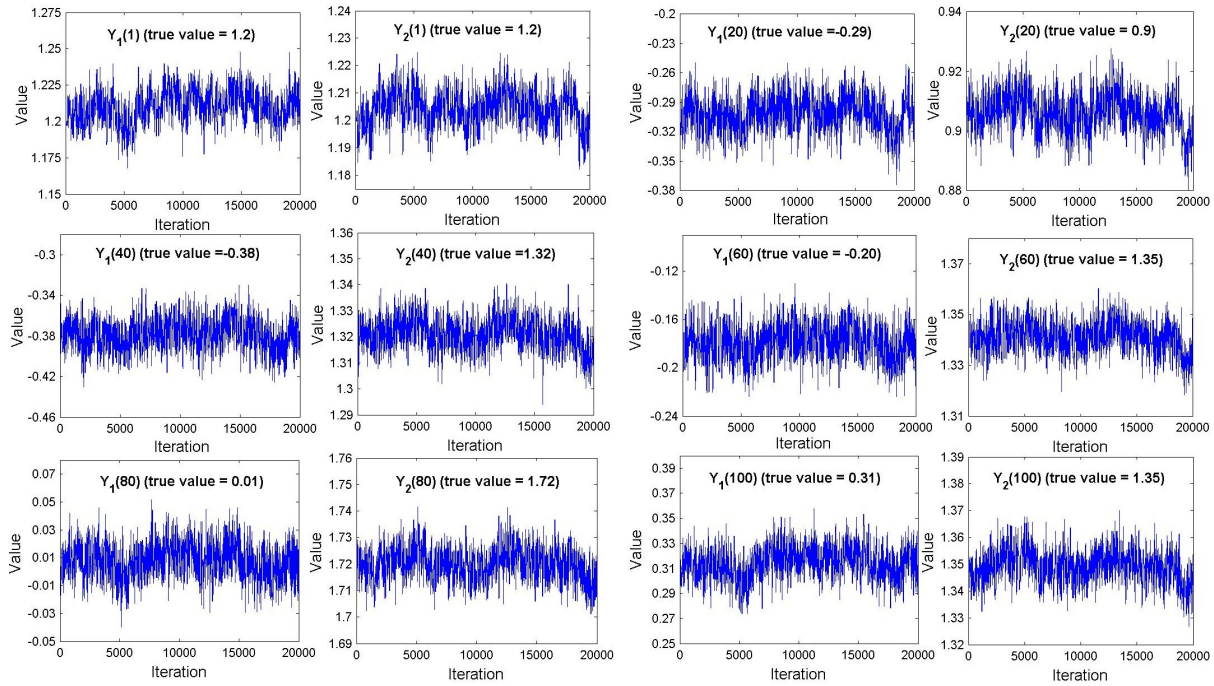 Y1(1) (true value = 1.2)
1.275
1.25
1.225
1.2
1.175
1.15
Value
0 5000 10000 15000 20000
Iteration
Y2(1) (true value = 1.2)
1.24
1.23
1.22
1.21
1.2
1.19
1.18
1.17
Value
0 5000 10000 15000 20000
Iteration
Y1(20) (true value =-0.29)
-0.2
-0.23
-0.26
-0.29
-0.32
-0.35
-0.38
Value
0 5000 10000 15000 20000
Iteration
Y2(20) (true value = 0.9)
0.94
0.92
0.9
0.88
Value
0 5000 10000 15000 20000
Iteration
Y1(40) (true value =-0.38)
-0.3
-0.34
-0.38
-0.42
-0.46
Value
0 5000 10000 15000 20000
Iteration
Y2(40) (true value =1.32)
1.36
1.35
1.34
1.33
1.32
1.31
1.3
1.29
Value
0 5000 10000 15000 20000
Iteration
Y1(60) (true value = -0.20)
-0.12
-0.16
-0.2
-0.24
Value
0 5000 10000 15000 20000
Iteration
Y2(60) (true value = 1.35)
1.37
1.35
1.33
1.31
Value
0 5000 10000 15000 20000
Iteration
Y1(80) (true value = 0.01)
0.07
0.05
0.03
0.01
-0.01
-0.03
-0.05
Value
0 5000 10000 15000 20000
Iteration
Y2(80) (true value = 1.72)
1.76
1.75
1.74
1.73
1.72
1.71
1.7
1.69
Value
0 5000 10000 15000 20000
Iteration
Y1(100) (true value = 0.31)
0.39
0.37
0.35
0.33
0.31
0.29
0.27
0.25
Value
0 5000 10000 15000 20000
Iteration
Y2(100) (true value = 1.35)
1.39
1.38
1.37
1.36
1.35
1.34
1.33
1.32
Value
0 5000 10000 15000 20000
Iteration